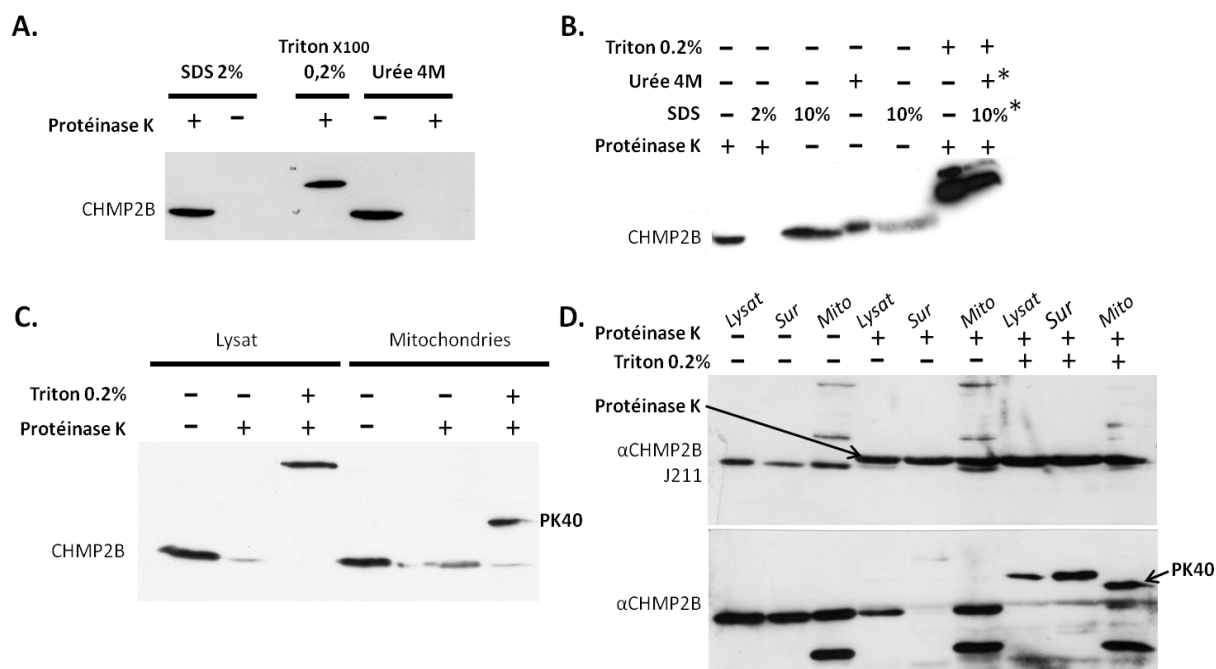 A.
Triton X100
SDS 2% 0,2% Urée 4M
Protéinase K + − + − +
CHMP2B
B.
Triton 0.2% − − − − − + +
Urée 4M − − − + − − +*
SDS − 2% 10% − 10% − 10%*
Protéinase K + + − − − + +
CHMP2B
C.
Lysat Mitochondries
Triton 0.2% − − + − − +
Protéinase K − + + − + +
PK40
CHMP2B
D.
Lysat Sur Mito Lysat Sur Mito Lysat Sur Mito
Protéinase K − − − + + + + + +
Triton 0.2% − − − − − − + + +
Protéinase K
αCHMP2B
J211
PK40
αCHMP2B